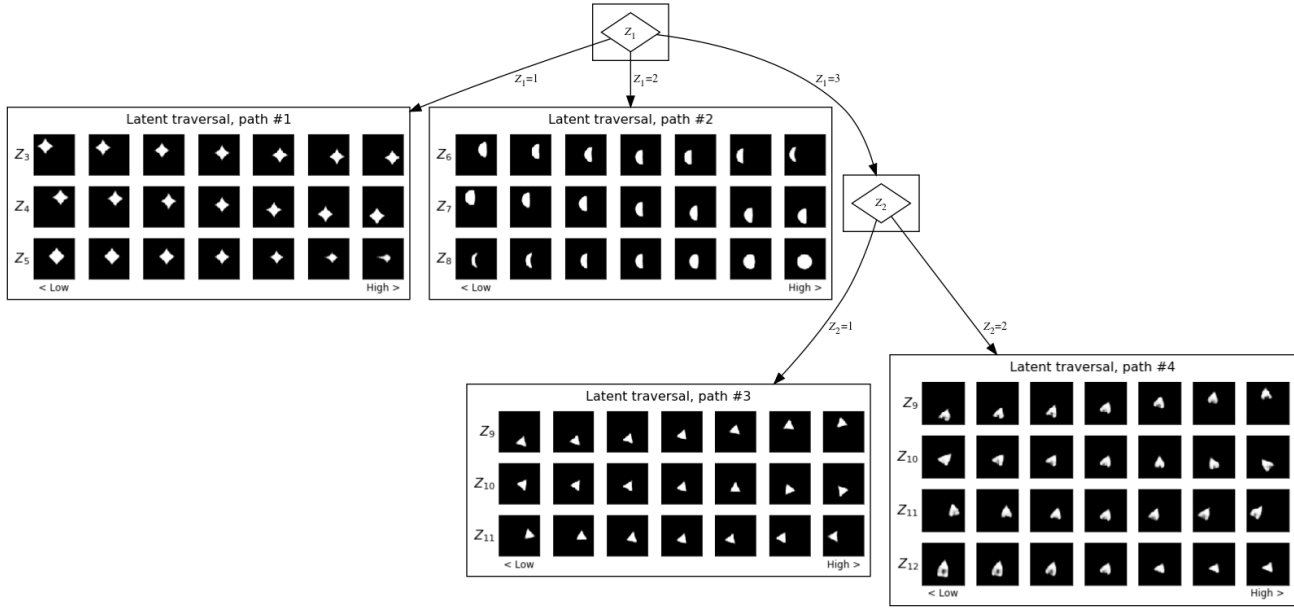 Z1
Z1=1
Z1=2
Z1=3
Latent traversal, path #1
Z3
Z4
Z5
< Low High >
Latent traversal, path #2
Z6
Z7
Z8
< Low High >
Z2
Z2=1
Z2=2
Latent traversal, path #3
Z9
Z10
Z11
< Low High >
Latent traversal, path #4
Z9
Z10
Z11
Z12
< Low High >